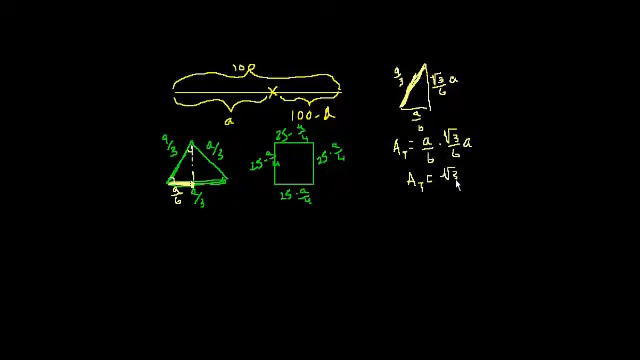 100
a
100 - a
a/3
a/3
a/6
a/3
25 - a/4
25 - a/4
25 - a/4
25 - a/4
a/3
√3/6 a
a/6
A_T = a/6 · √3/6 a
A_T = √3